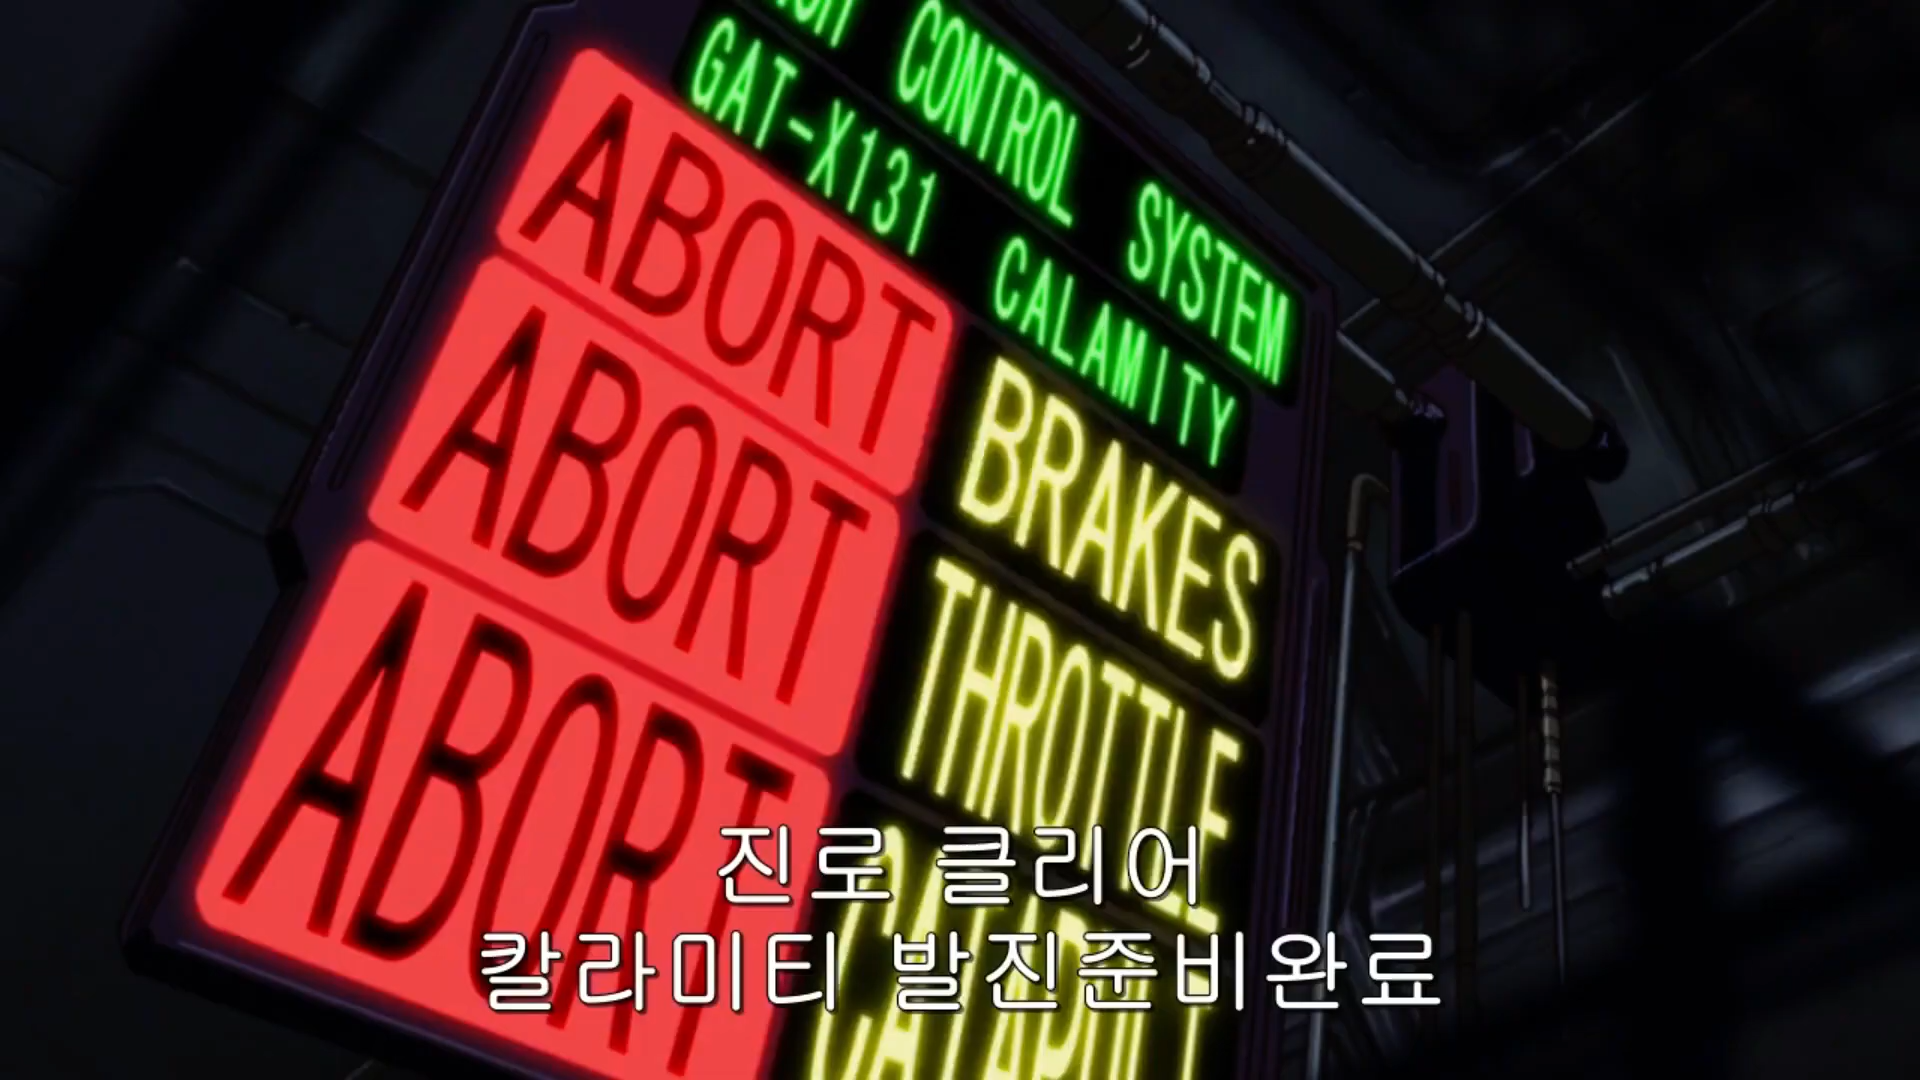 CONTROL SYSTEM
GAT-X131 CALAMITY
ABORT BRAKES
ABORT THROTTLE
ABORT CATAPULT
진로 클리어
칼라미티 발진준비완료